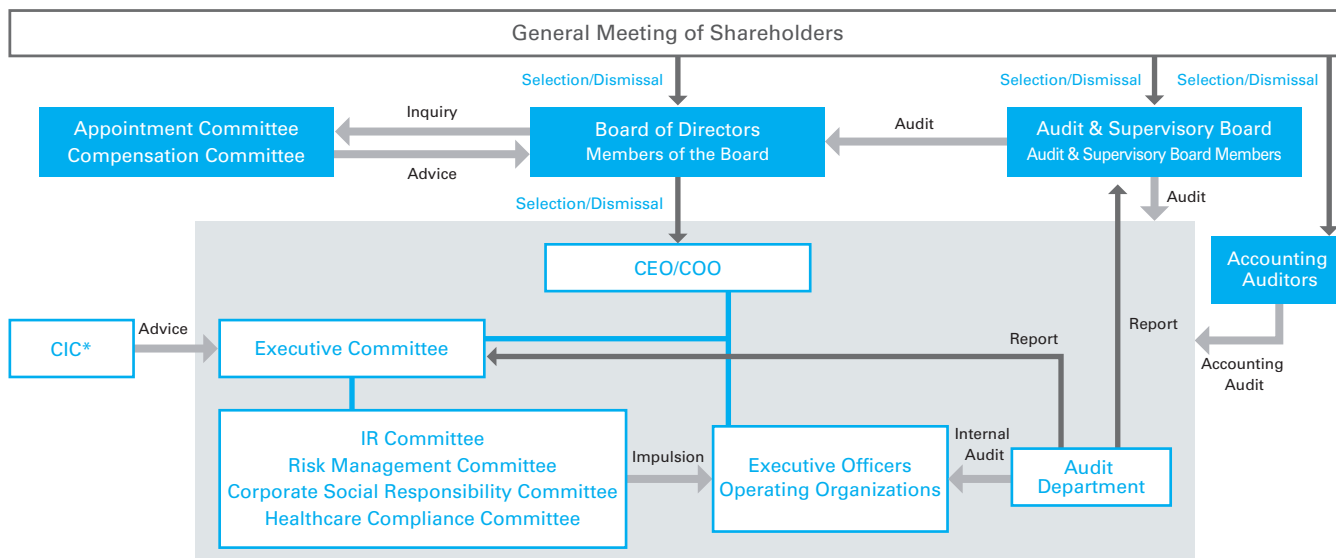 General Meeting of Shareholders
Selection/Dismissal
Selection/Dismissal
Selection/Dismissal
Appointment Committee
Compensation Committee
Inquiry
Advice
Board of Directors
Members of the Board
Audit
Audit & Supervisory Board
Audit & Supervisory Board Members
Selection/Dismissal
Audit
CEO/COO
Accounting
Auditors
CIC*
Advice
Executive Committee
Report
Report
Accounting
Audit
IR Committee
Risk Management Committee
Corporate Social Responsibility Committee
Healthcare Compliance Committee
Impulsion
Executive Officers
Operating Organizations
Internal
Audit
Audit
Department